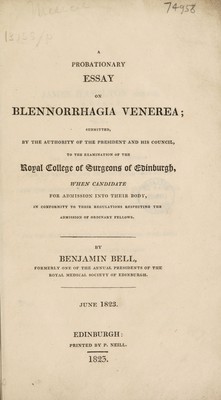 74958
A
PROBATIONARY
ESSAY
ON
BLENNORRHAGIA VENEREA;
SUBMITTED,
BY THE AUTHORITY OF THE PRESIDENT AND HIS COUNCIL,
TO THE EXAMINATION OF THE
Royal College of Surgeons of Edinburgh,
WHEN CANDIDATE
FOR ADMISSION INTO THEIR BODY,
IN CONFORMITY TO THEIR REGULATIONS RESPECTING THE
ADMISSION OF ORDINARY FELLOWS.
BY
BENJAMIN BELL,
FORMERLY ONE OF THE ANNUAL PRESIDENTS OF THE
ROYAL MEDICAL SOCIETY OF EDINBURGH.
JUNE 1823.
EDINBURGH:
PRINTED BY P. NEILL.
1823.